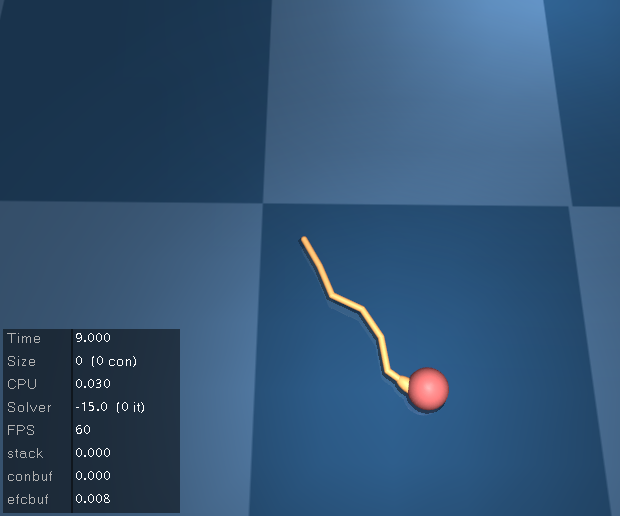 Time 9.000
Size 0 (0 con)
CPU 0.030
Solver -15.0 (0 it)
FPS 60
stack 0.000
conbuf 0.000
efcbuf 0.008